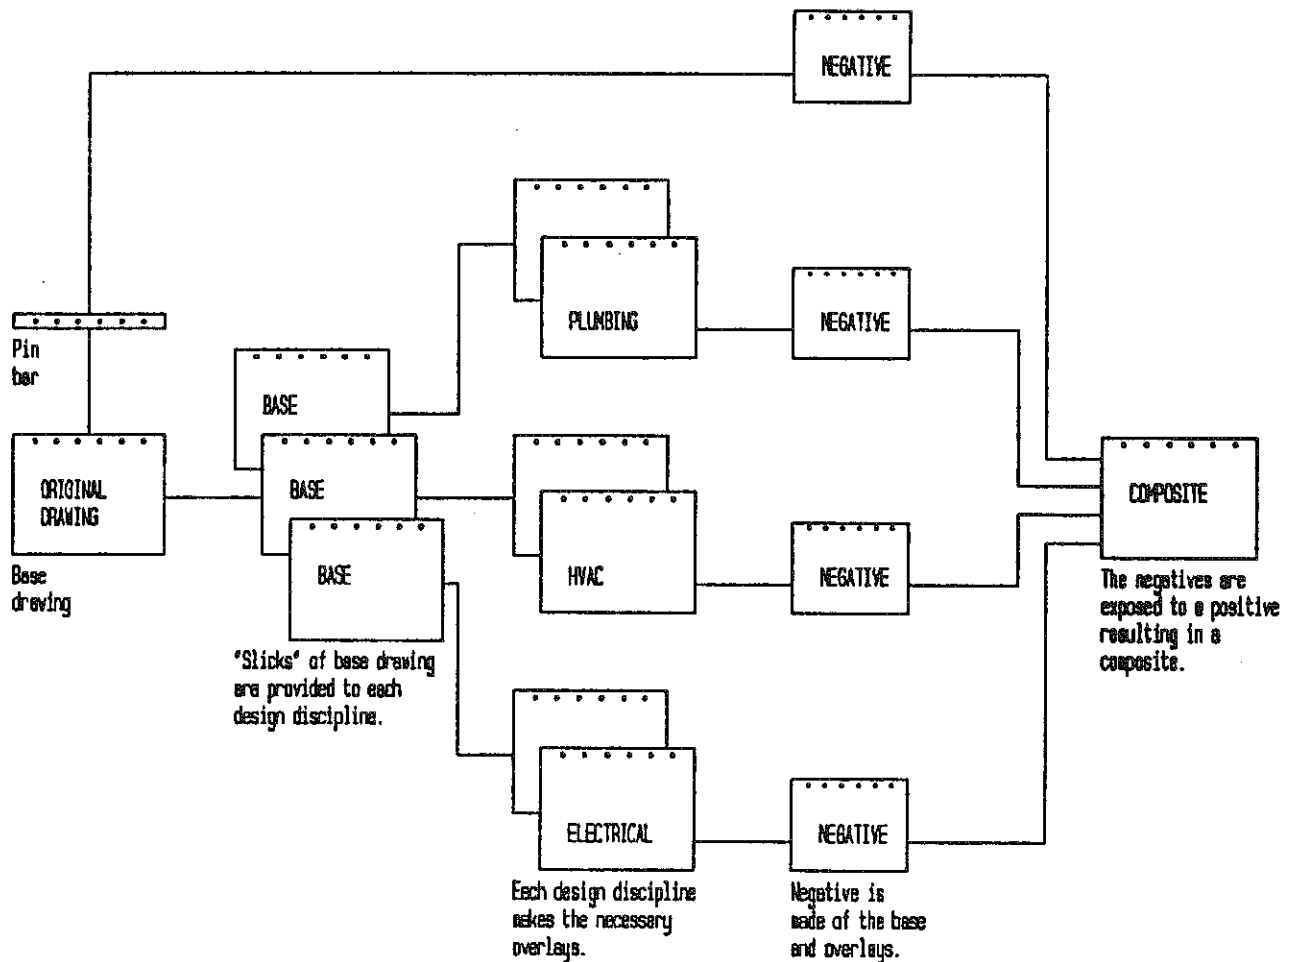 NEGATIVE
PLUMBING
NEGATIVE
Pin
bar
BASE
ORIGINAL
DRAWING
BASE
COMPOSITE
BASE
HVAC
NEGATIVE
Base
drawing
The negatives are
exposed to a positive
resulting in a
composite.
"Slicks" of base drawing
are provided to each
design discipline.
ELECTRICAL
NEGATIVE
Each design discipline
makes the necessary
overlays.
Negative is
made of the base
and overlays.